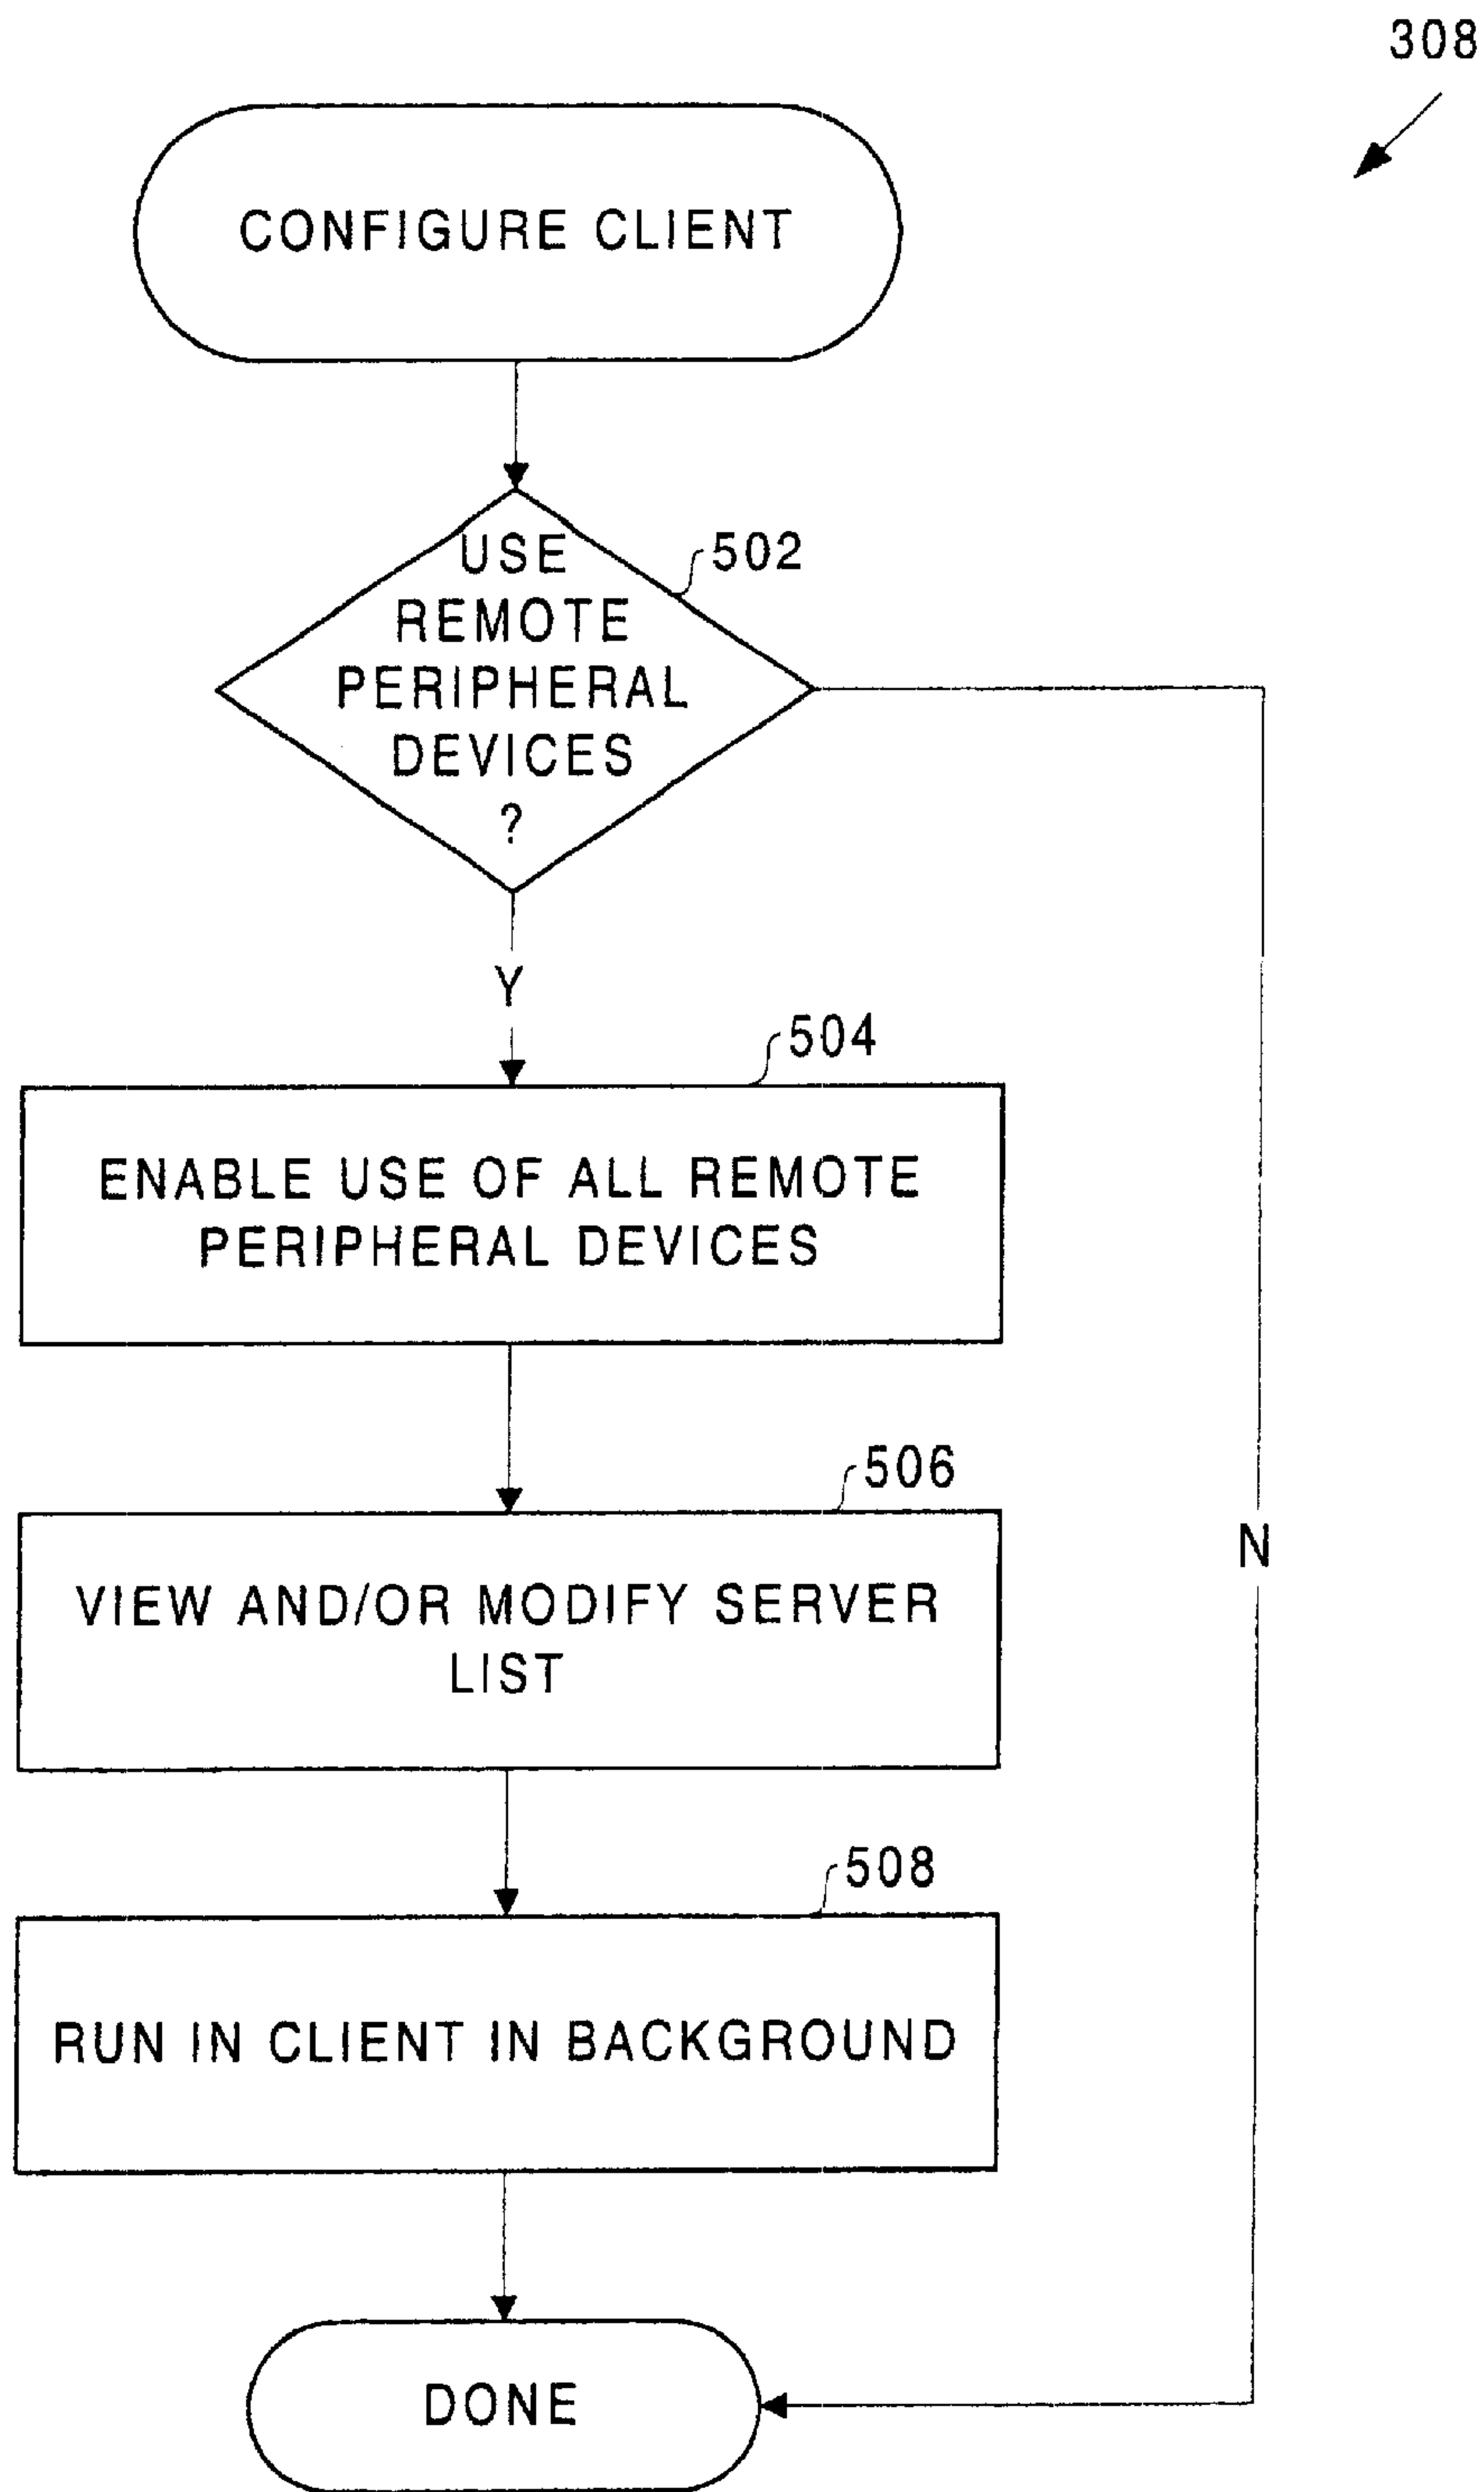 308
CONFIGURE CLIENT
USE
REMOTE
PERIPHERAL
DEVICES
?
502
Y
504
ENABLE USE OF ALL REMOTE
PERIPHERAL DEVICES
506
VIEW AND/OR MODIFY SERVER
LIST
N
508
RUN IN CLIENT IN BACKGROUND
DONE